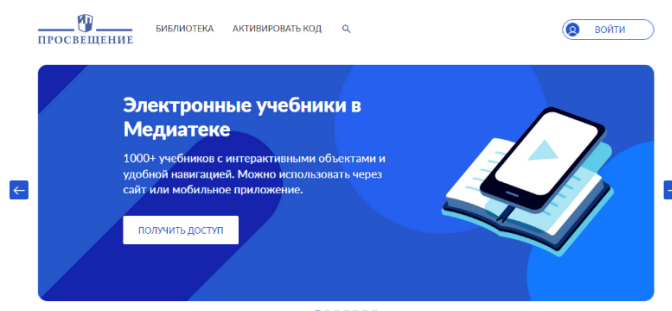 ПРОСВЕЩЕНИЕ
БИБЛИОТЕКА АКТИВИРОВАТЬ КОД
ВОЙТИ
Электронные учебники в
Медиатеке
1000+ учебников с интерактивными объектами и
удобной навигацией. Можно использовать через
сайт или мобильное приложение.
ПОЛУЧИТЬ ДОСТУП